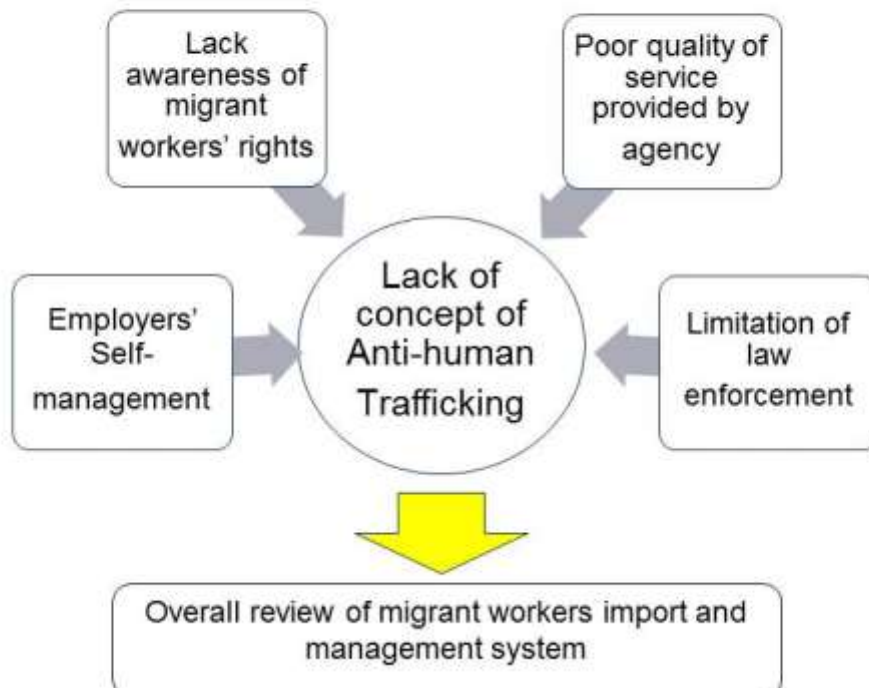 Lack
awareness of
migrant
workers' rights
Poor quality of
service
provided by
agency
Lack of
concept of
Anti-human
Trafficking
Employers'
Self-
management
Limitation of
law
enforcement
Overall review of migrant workers import and
management system